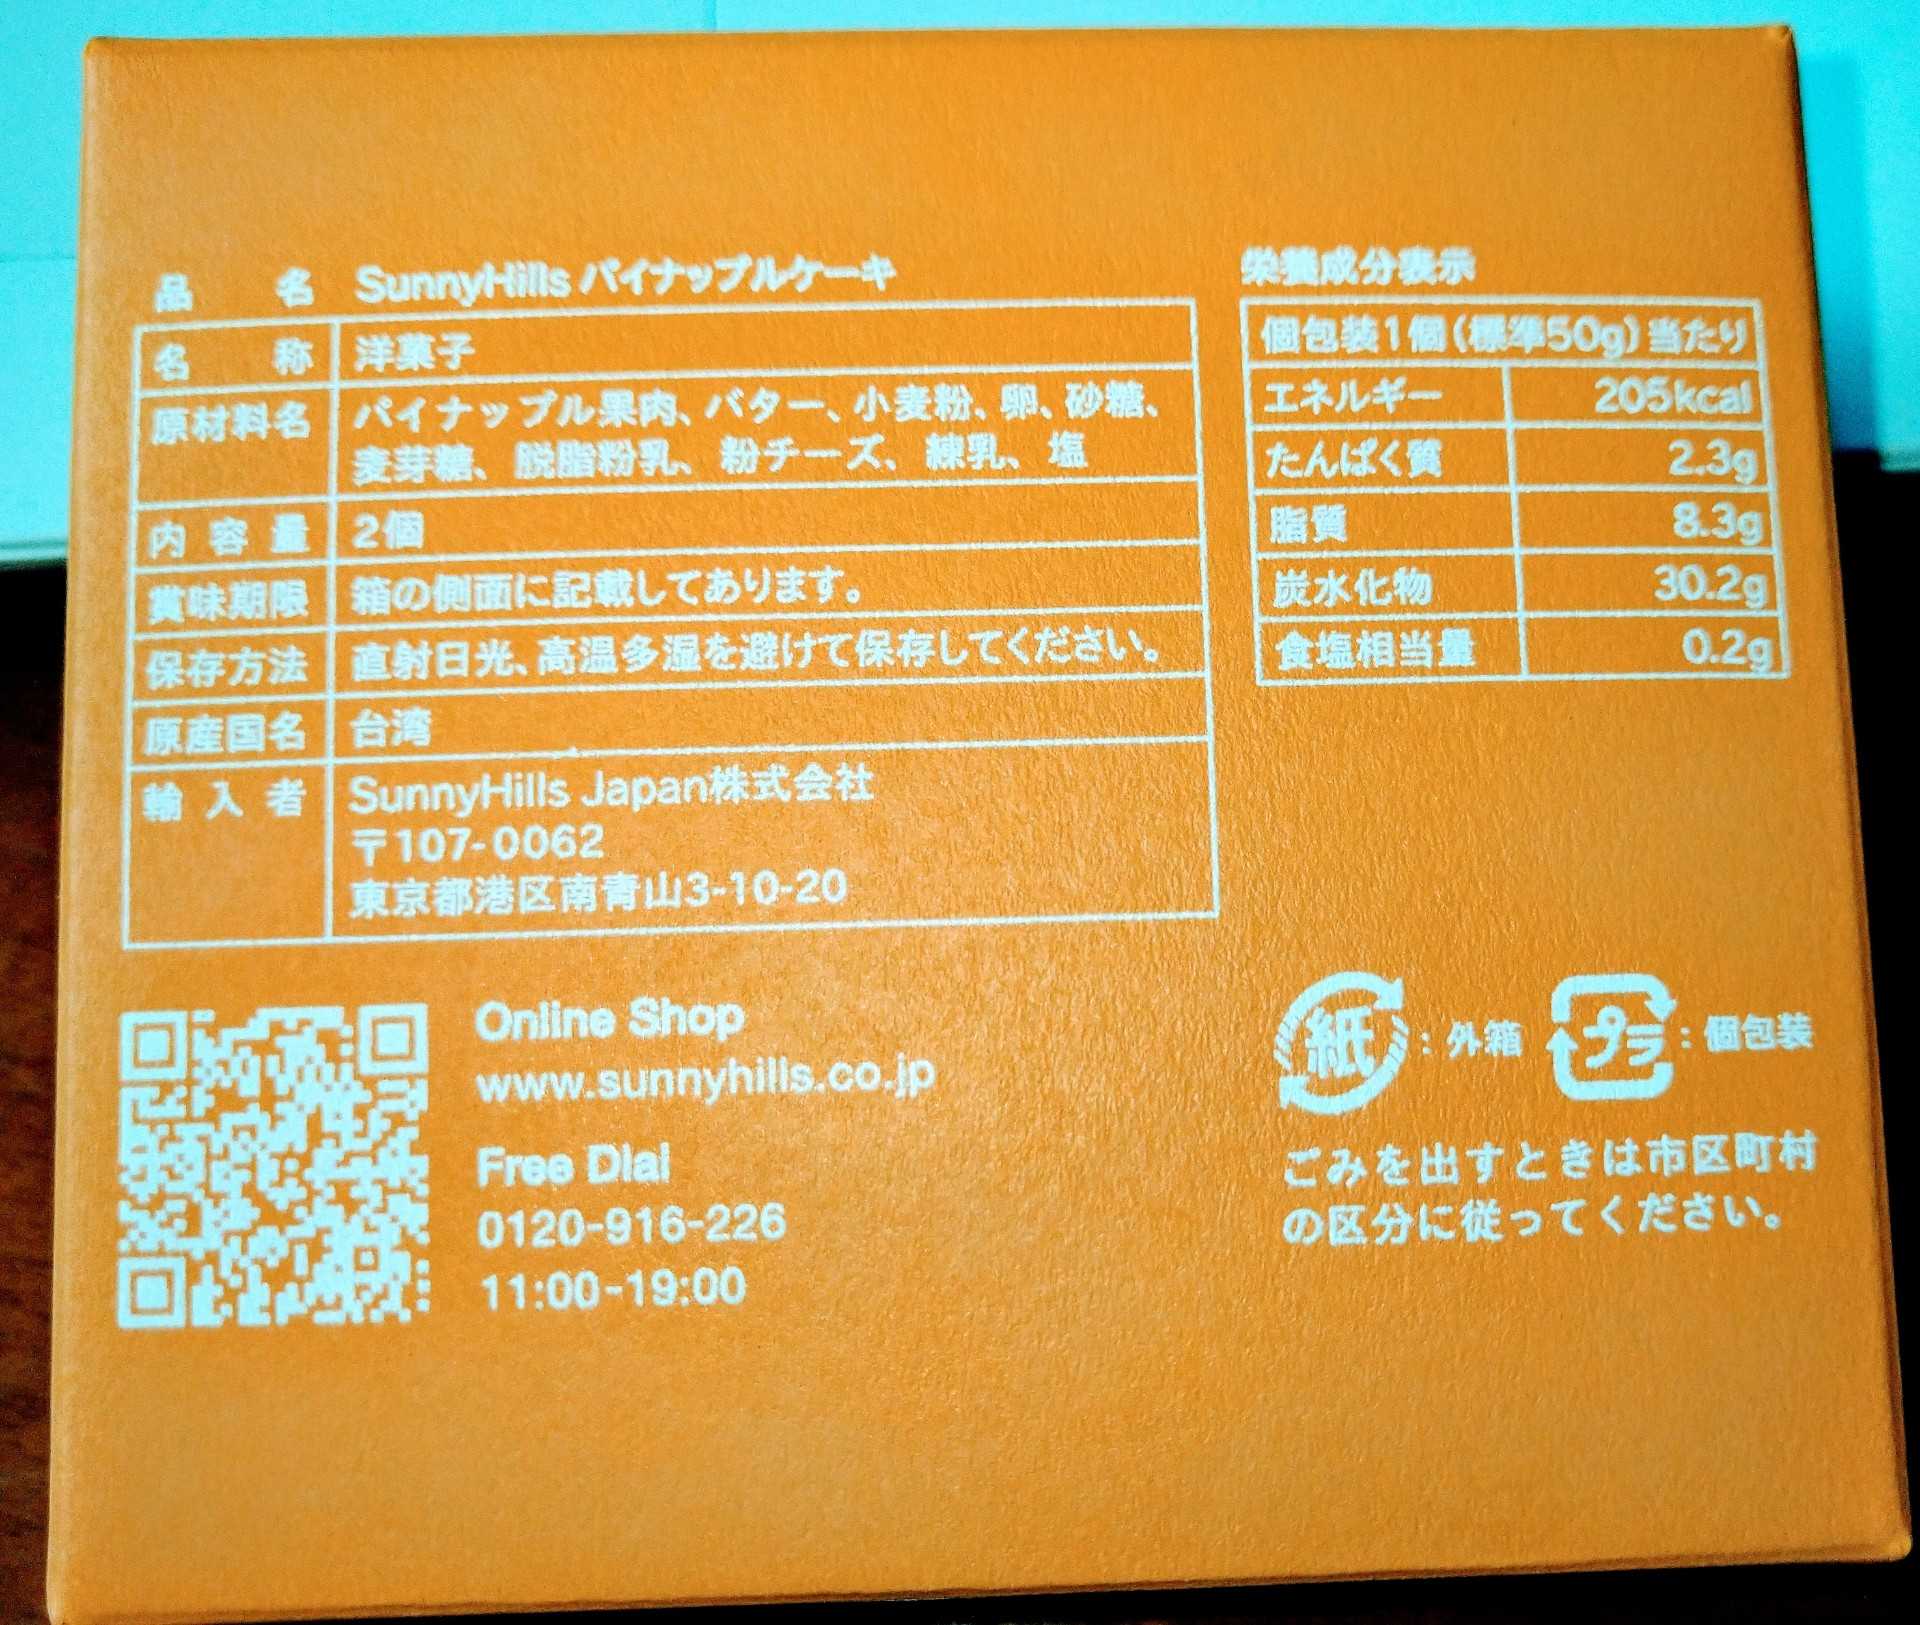 品名 SunnyHills パイナップルケーキ
名称 洋菓子
原材料名 パイナップル果肉、バター、小麦粉、卵、砂糖、
麦芽糖、脱脂粉乳、粉チーズ、練乳、塩
内容量 2個
賞味期限 箱の側面に記載してあります。
保存方法 直射日光、高温多湿を避けて保存してください。
原産国名 台湾
輸入者 SunnyHills Japan株式会社
〒107-0062
東京都港区南青山3-10-20
栄養成分表示
個包装1個(標準50g)当たり
エネルギー 205kcal
たんぱく質 2.3g
脂質 8.3g
炭水化物 30.2g
食塩相当量 0.2g
Online Shop
www.sunnyhills.co.jp
Free Dial
0120-916-226
11:00-19:00
紙:外箱 プラ:個包装
ごみを出すときは市区町村
の区分に従ってください。